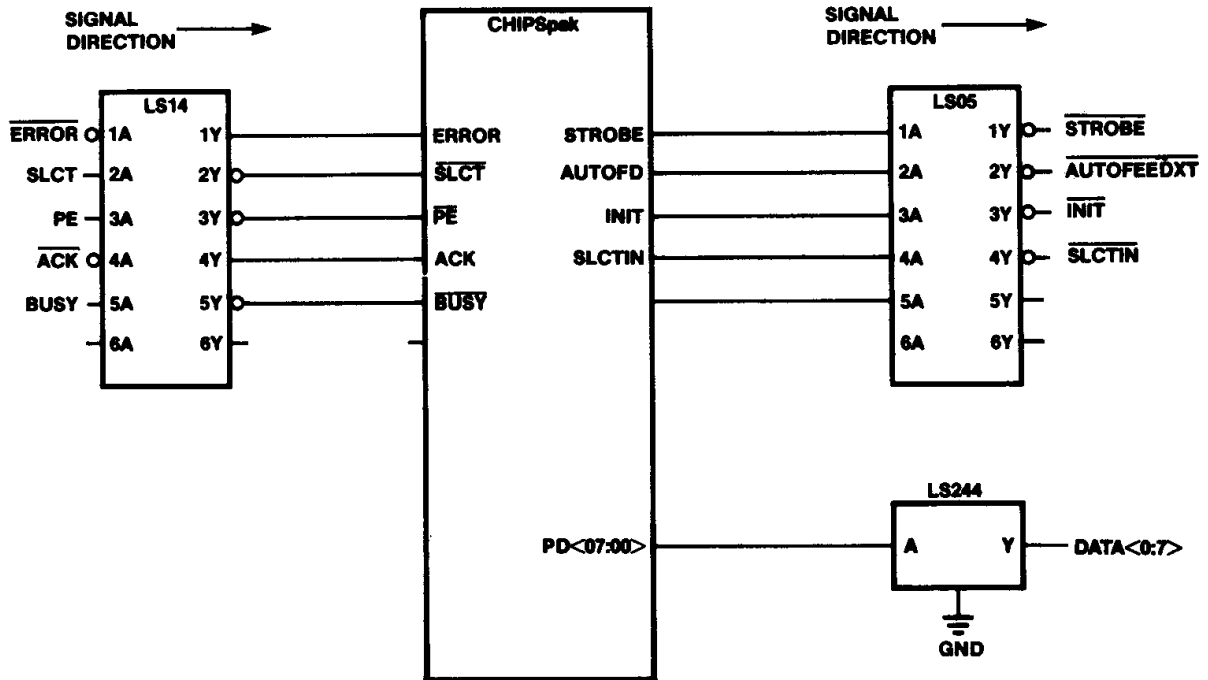 SIGNAL
DIRECTION
CHIPSpak
SIGNAL
DIRECTION
LS14
ERROR 1A 1Y
SLCT 2A 2Y
PE 3A 3Y
ACK 4A 4Y
BUSY 5A 5Y
6A 6Y
ERROR STROBE
SLCT AUTOFD
PE INIT
ACK SLCTIN
BUSY
PD<07:00>
LS05
1A 1Y STROBE
2A 2Y AUTOFEEDXT
3A 3Y INIT
4A 4Y SLCTIN
5A 5Y
6A 6Y
LS244
A Y DATA<0:7>
GND